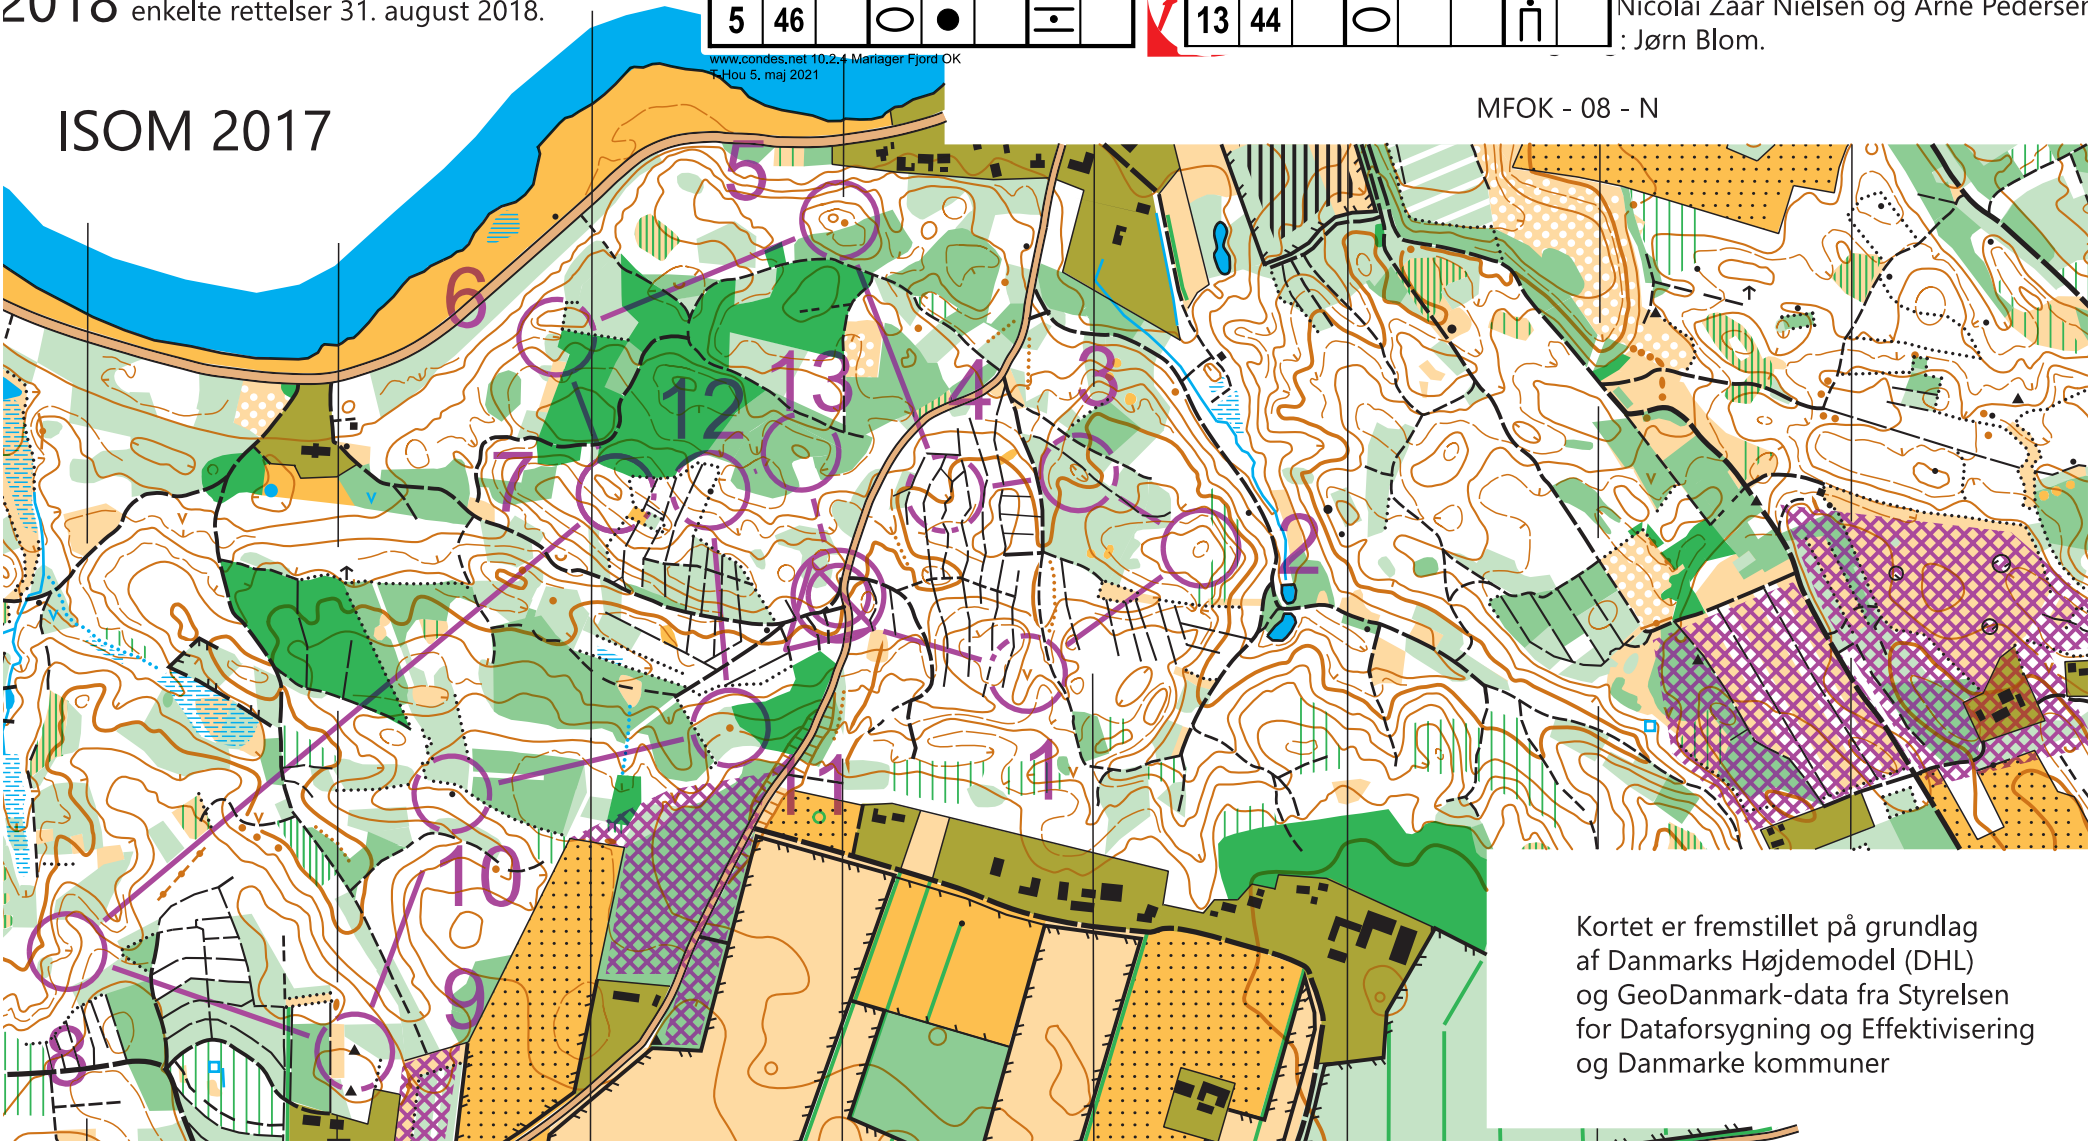 2018 enkelte rettelser 31. august 2018.
5 46
13 44
Nicolai Zaar Nielsen og Arne Pedersen
: Jørn Blom.
www.condes.net 10.2.4 Mariager Fjord OK
T-Hou 5. maj 2021
ISOM 2017
MFOK - 08 - N
5
6
12
13
4
3
7
2
11
1
10
9
8
Kortet er fremstillet på grundlag
af Danmarks Højdemodel (DHL)
og GeoDanmark-data fra Styrelsen
for Dataforsygning og Effektivisering
og Danmarke kommuner